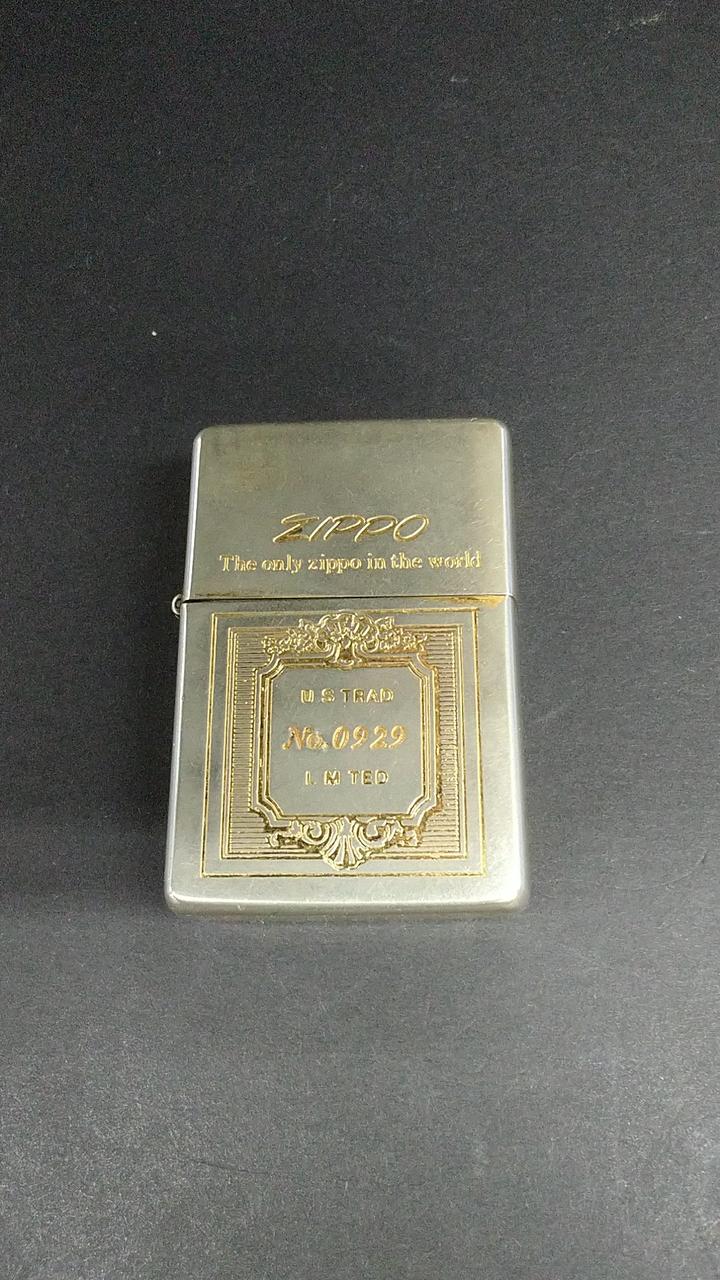 ZIPPO
The only zippo in the world
U S TRAD
No. 0929
L M TED